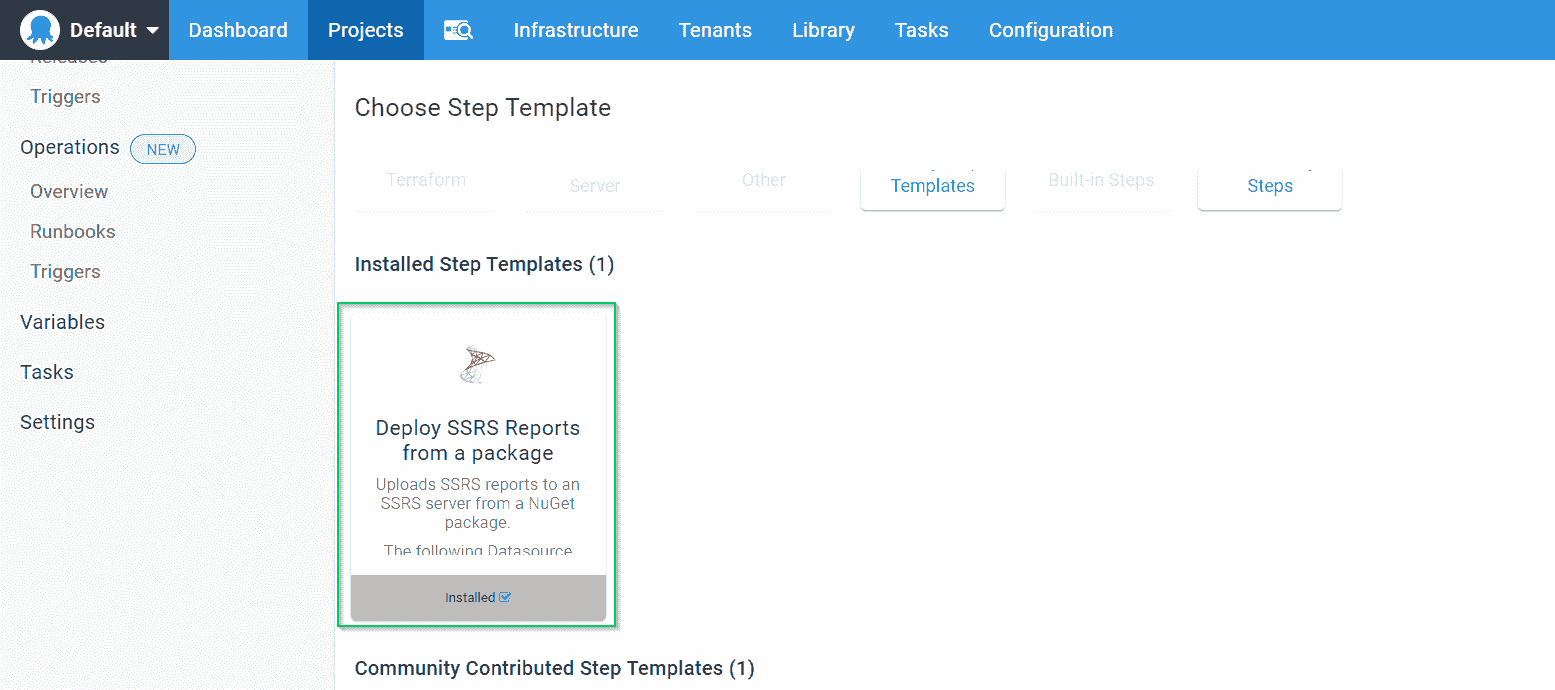 Default Dashboard Projects Infrastructure Tenants Library Tasks Configuration
Releases
Triggers
Operations NEW
Overview
Runbooks
Triggers
Variables
Tasks
Settings
Choose Step Template
Terraform
Server
Other
Templates
Built-in Steps
Steps
Installed Step Templates (1)
Deploy SSRS Reports
from a package
Uploads SSRS reports to an
SSRS server from a NuGet
package.
The following Datasource
Installed
Community Contributed Step Templates (1)